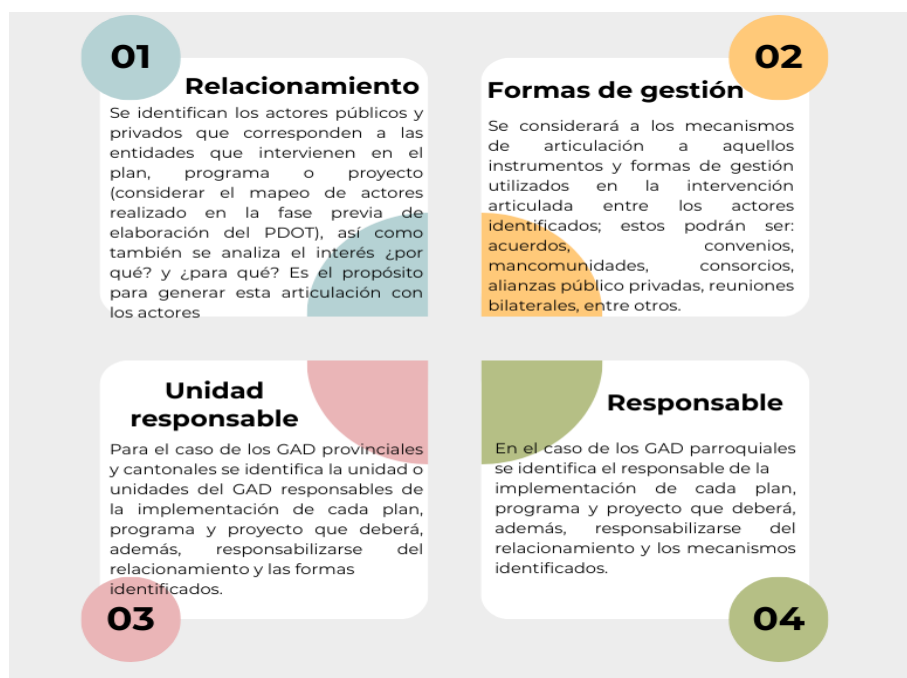 01
Relacionamiento
Se identifican los actores públicos y
privados que corresponden a las
entidades que intervienen en el
plan, programa o proyecto
(considerar el mapeo de actores
realizado en la fase previa de
elaboración del PDOT), así como
también se analiza el interés ¿por
qué? y ¿para qué? Es el propósito
para generar esta articulación con
los actores
02
Formas de gestión
Se considerará a los mecanismos
de articulación a aquellos
instrumentos y formas de gestión
utilizados en la intervención
articulada entre los actores
identificados; estos podrán ser:
acuerdos, convenios,
mancomunidades, consorcios,
alianzas público privadas, reuniones
bilaterales, entre otros.
Unidad
responsable
Para el caso de los GAD provinciales
y cantonales se identifica la unidad o
unidades del GAD responsables de
la implementación de cada plan,
programa y proyecto que deberá,
además, responsabilizarse del
relacionamiento y las formas
identificados.
03
Responsable
En el caso de los GAD parroquiales
se identifica el responsable de la
implementación de cada plan,
programa y proyecto que deberá,
además, responsabilizarse del
relacionamiento y los mecanismos
identificados.
04